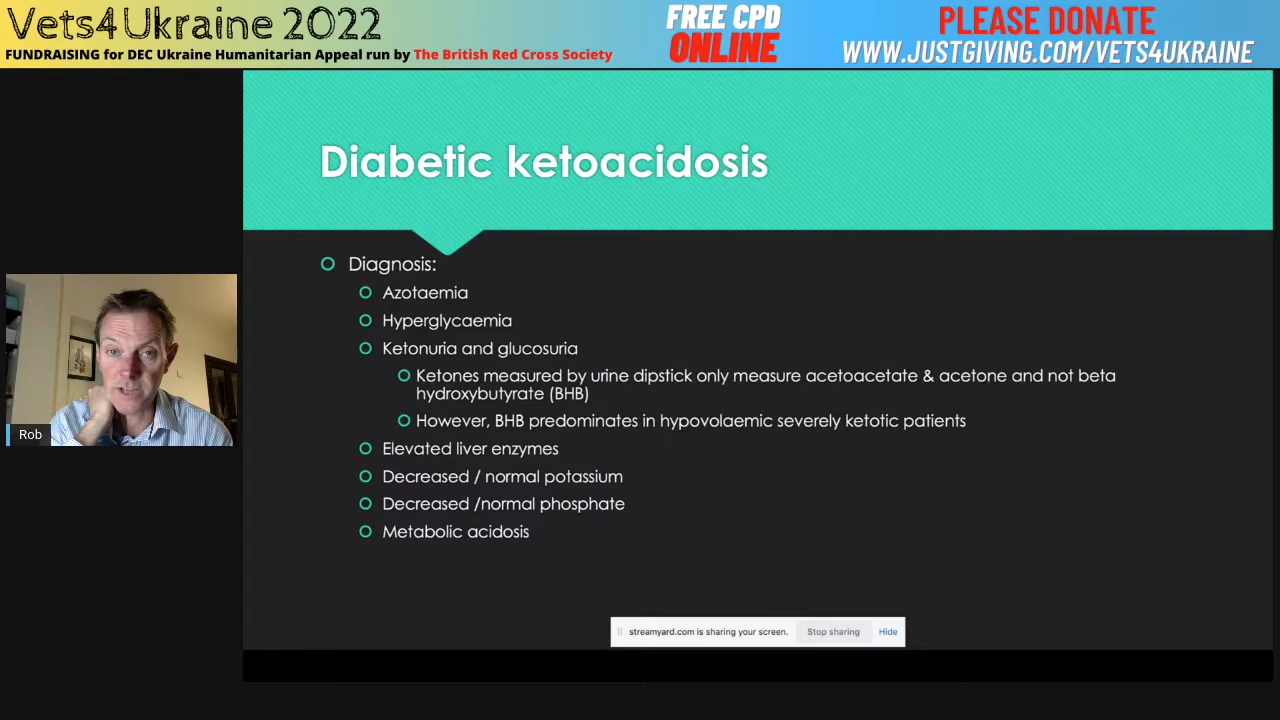 Vets4Ukraine 2022
FUNDRAISING for DEC Ukraine Humanitarian Appeal run by The British Red Cross Society
FREE CPD
ONLINE
PLEASE DONATE
WWW.JUSTGIVING.COM/VETS4UKRAINE
Diabetic ketoacidosis
Diagnosis:
Azotaemia
Hyperglycaemia
Ketonuria and glucosuria
Ketones measured by urine dipstick only measure acetoacetate & acetone and not beta
hydroxybutyrate (BHB)
However, BHB predominates in hypovolaemic severely ketotic patients
Elevated liver enzymes
Decreased / normal potassium
Decreased /normal phosphate
Metabolic acidosis
Rob
streamyard.com is sharing your screen. Stop sharing Hide